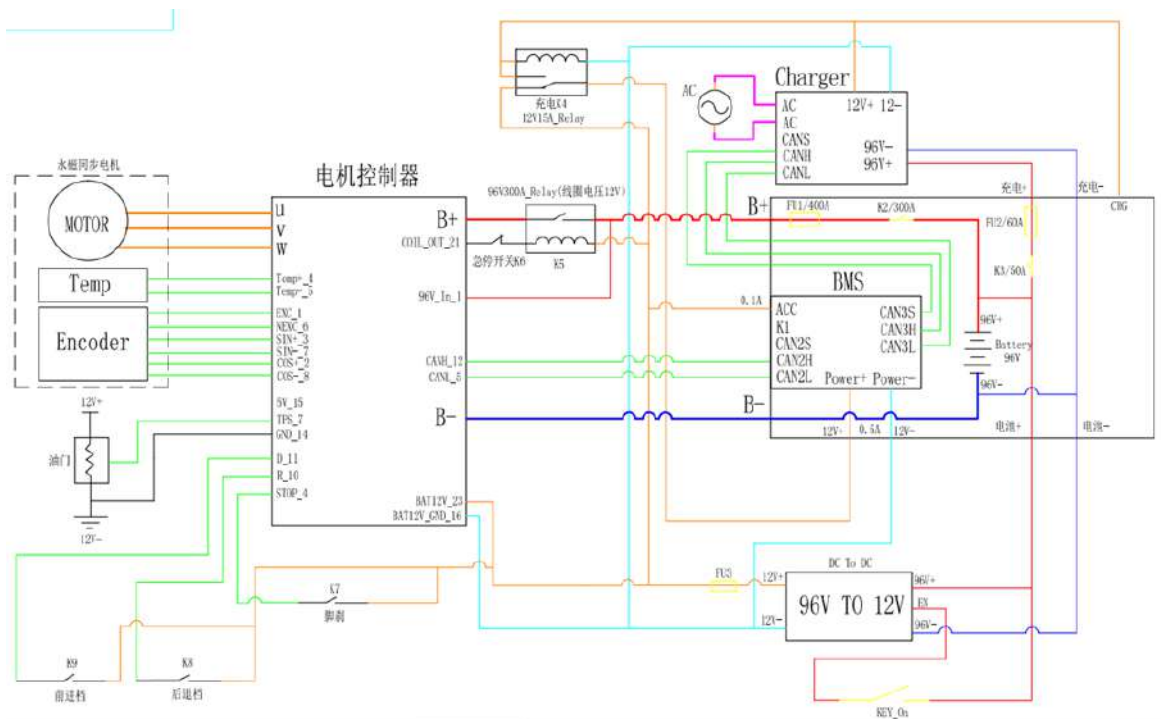 充电K4
12V15A_Relay
Charger
AC
AC
AC
CANS
CANH
CANL
12V+
12-
96V-
96V+
充电+
充电-
CHG
永磁同步电机
MOTOR
Temp
Encoder
电机控制器
U
V
W
Temp+_4
Temp-_5
EXC_1
NEXC_6
SIN+_3
SIN-_7
COS+_2
COS-_8
5V_15
TPS_7
GND_14
D_11
R_10
STOP_4
B+
COIL_OUT_21
96V_In_1
CANH_12
CANL_5
B-
BAT12V_23
BAT12V_GND_16
96V300A_Relay(线圈电压12V)
急停开关K6
K5
B+
FU1/400A
K2/300A
FU2/60A
K3/50A
BMS
0.1A
ACC
K1
CAN2S
CAN2H
CAN2L
CAN3S
CAN3H
CAN3L
Power+
Power-
96V+
Battery
96V
96V-
B-
12V+
0.5A
12V-
电池+
电池-
12V+
油门
12V-
K7
脚刹
K9
前进档
K8
后退档
FU3
DC To DC
12V+
12V-
96V TO 12V
96V+
EN
96V-
KEY_On